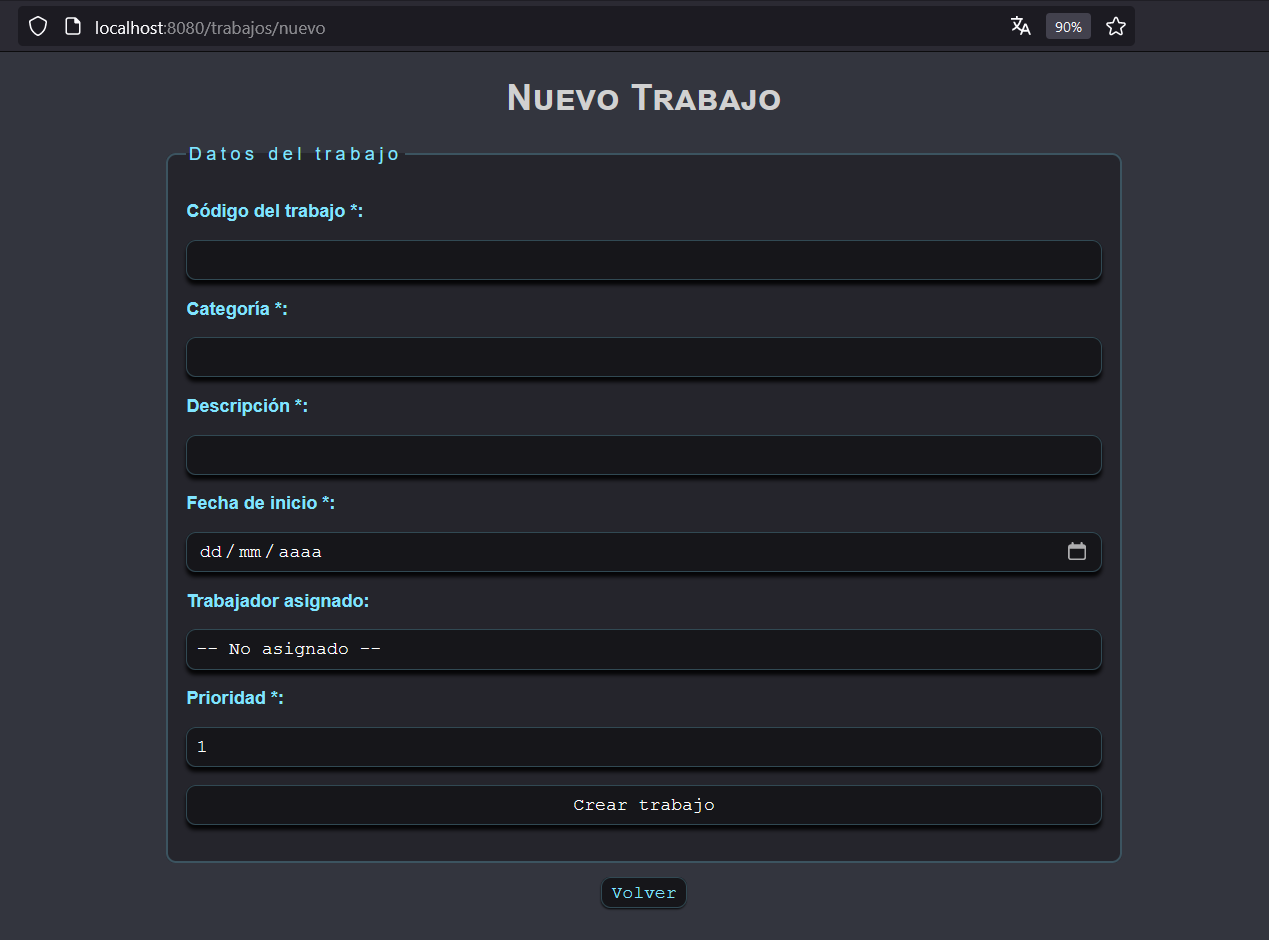 localhost:8080/trabajos/nuevo 90%
Nuevo Trabajo
Datos del trabajo
Código del trabajo *:
Categoría *:
Descripción *:
Fecha de inicio *:
dd/mm/aaaa
Trabajador asignado:
-- No asignado --
Prioridad *:
1
Crear trabajo
Volver